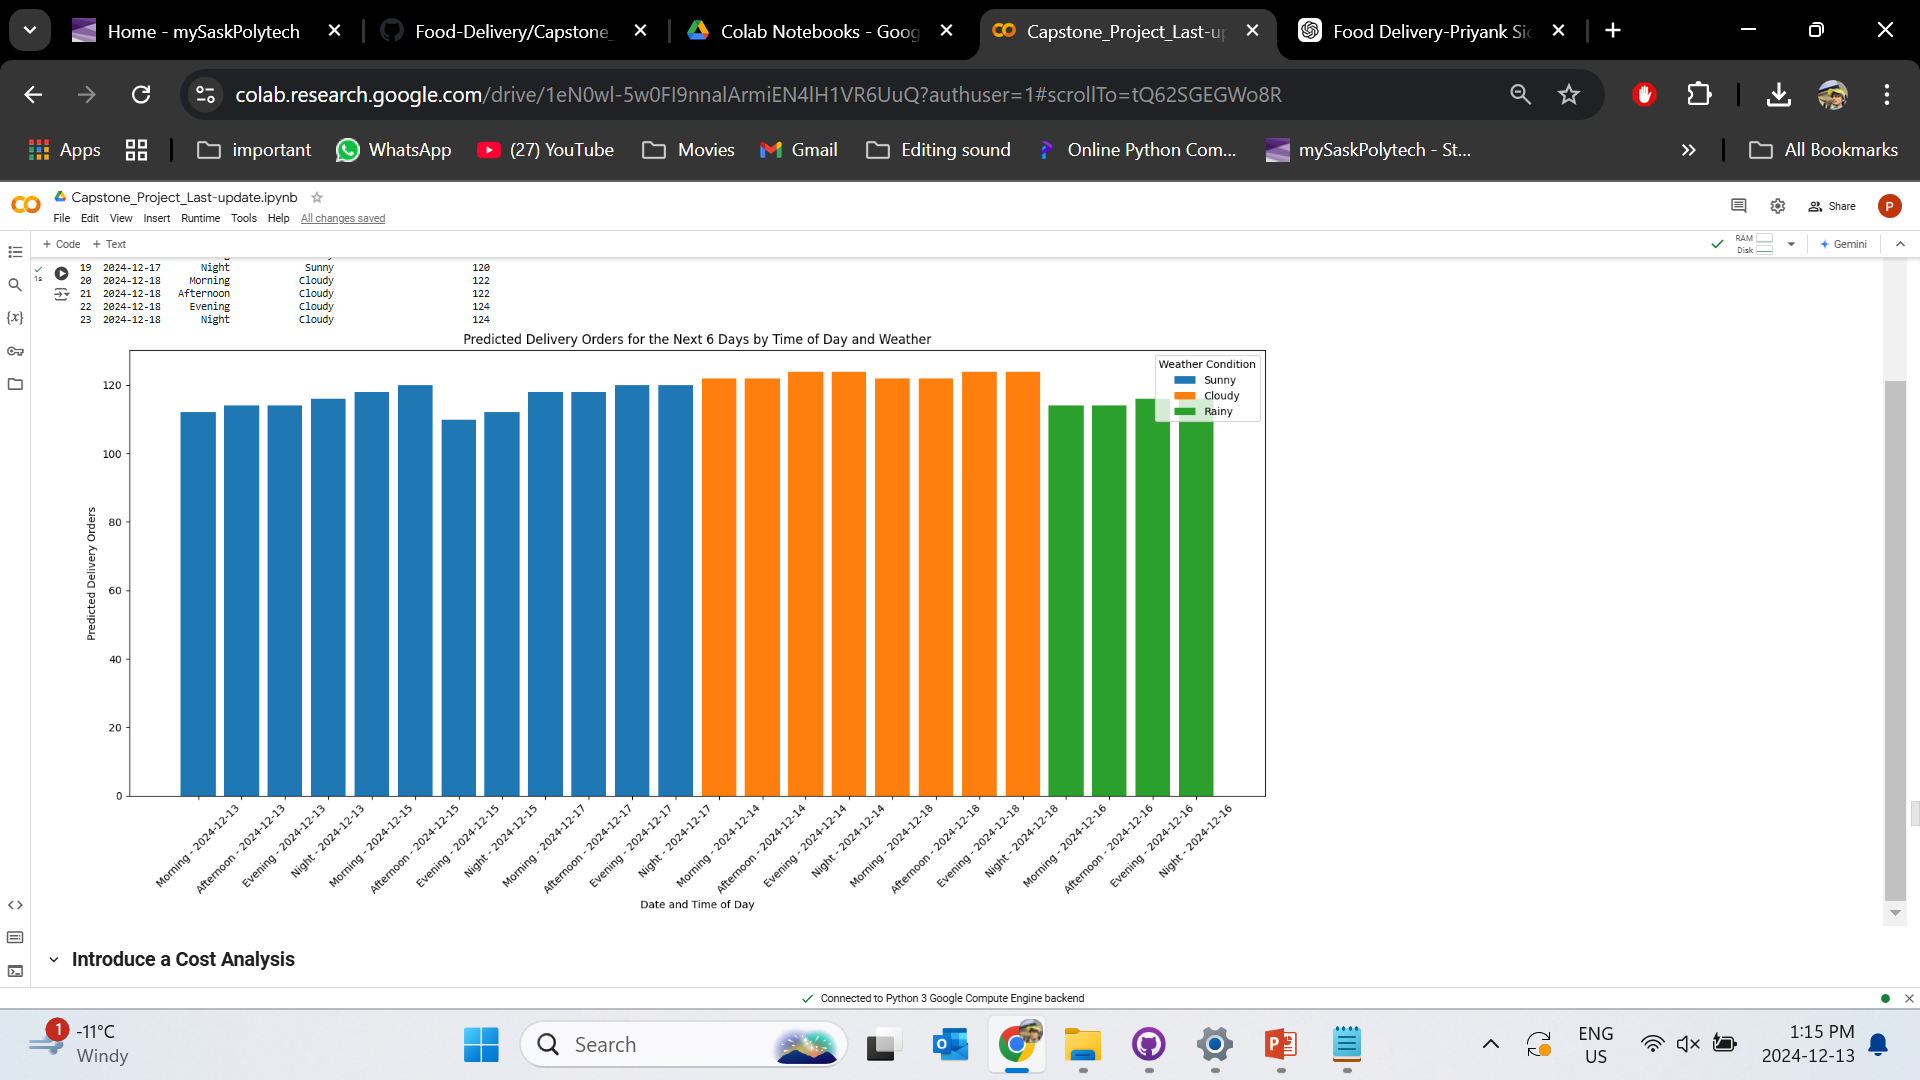 Home - mySaskPolytech
Food-Delivery/Capstone_
Colab Notebooks - Goog
Capstone_Project_Last-up
Food Delivery-Priyank Sid
colab.research.google.com/drive/1eN0wl-5w0FI9nnalArmiEN4lH1VR6UuQ?authuser=1#scrollTo=tQ62SGEGWo8R
Apps
important
WhatsApp
(27) YouTube
Movies
Gmail
Editing sound
Online Python Com...
mySaskPolytech - St...
All Bookmarks
Capstone_Project_Last-update.ipynb
File Edit View Insert Runtime Tools Help All changes saved
Share
P
+ Code + Text
RAM
Disk
Gemini
1s
19 2024-12-17 Night Sunny 120
20 2024-12-18 Morning Cloudy 122
21 2024-12-18 Afternoon Cloudy 122
22 2024-12-18 Evening Cloudy 124
23 2024-12-18 Night Cloudy 124
Predicted Delivery Orders for the Next 6 Days by Time of Day and Weather
Weather Condition
Sunny
Cloudy
Rainy
120
100
80
60
40
20
0
Predicted Delivery Orders
Morning - 2024-12-13
Afternoon - 2024-12-13
Evening - 2024-12-13
Night - 2024-12-13
Morning - 2024-12-15
Afternoon - 2024-12-15
Evening - 2024-12-15
Night - 2024-12-15
Morning - 2024-12-17
Afternoon - 2024-12-17
Evening - 2024-12-17
Night - 2024-12-17
Morning - 2024-12-14
Afternoon - 2024-12-14
Evening - 2024-12-14
Night - 2024-12-14
Morning - 2024-12-18
Afternoon - 2024-12-18
Evening - 2024-12-18
Night - 2024-12-18
Morning - 2024-12-16
Afternoon - 2024-12-16
Evening - 2024-12-16
Night - 2024-12-16
Date and Time of Day
Introduce a Cost Analysis
Connected to Python 3 Google Compute Engine backend
1
-11°C
Windy
Search
ENG
US
1:15 PM
2024-12-13